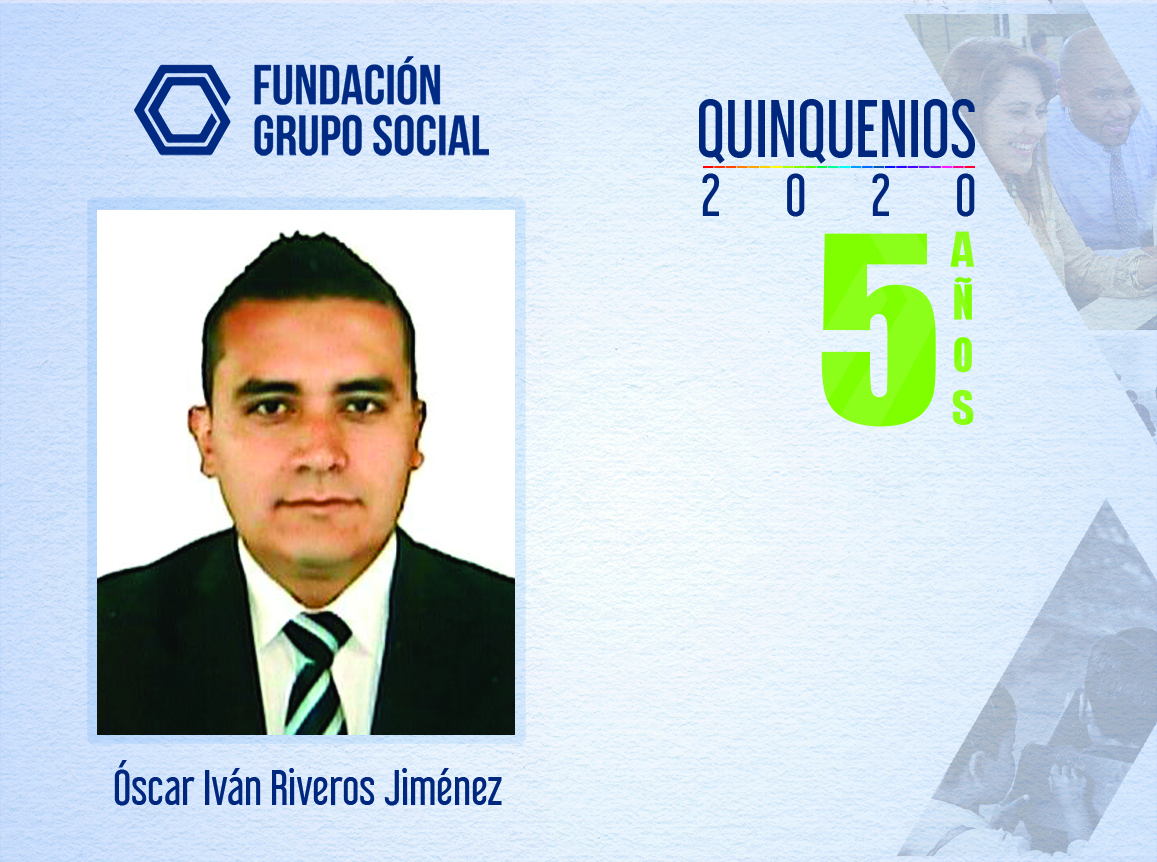 FUNDACIÓN
GRUPO SOCIAL
QUINQUENIOS
2020
5
AÑOS
Óscar Iván Riveros Jiménez